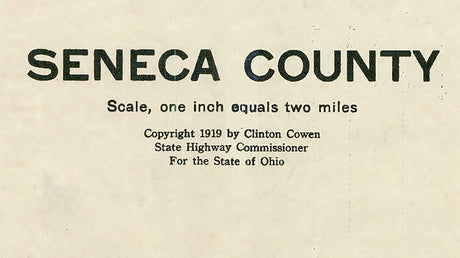 SENECA COUNTY
Scale, one inch equals two miles
Copyright 1919 by Clinton Cowen
State Highway Commissioner
For the State of Ohio